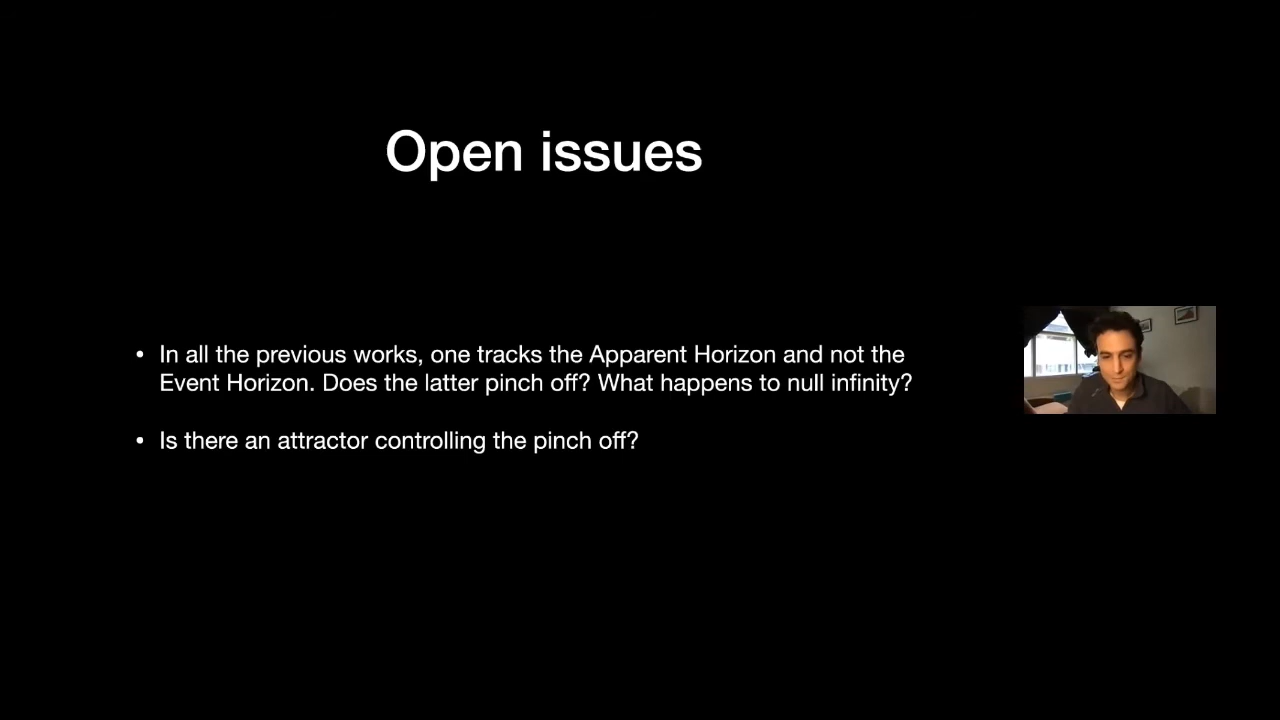 Open issues
• In all the previous works, one tracks the Apparent Horizon and not the
Event Horizon. Does the latter pinch off? What happens to null infinity?
• Is there an attractor controlling the pinch off?